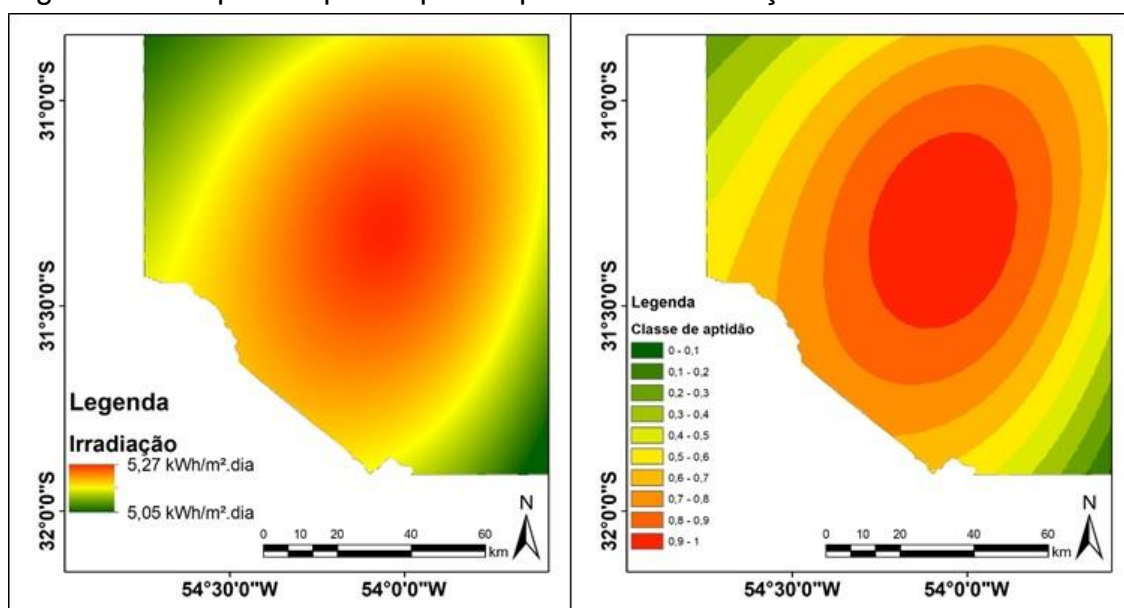 31°0'0"S
31°30'0"S
32°0'0"S
Legenda
Irradiação
5,27 kWh/m².dia
5,05 kWh/m².dia
0 10 20 40 60
km
N
54°30'0"W 54°0'0"W
31°0'0"S
31°30'0"S
32°0'0"S
Legenda
Classe de aptidão
0 - 0,1
0,1 - 0,2
0,2 - 0,3
0,3 - 0,4
0,4 - 0,5
0,5 - 0,6
0,6 - 0,7
0,7 - 0,8
0,8 - 0,9
0,9 - 1
0 10 20 40 60
km
N
54°30'0"W 54°0'0"W